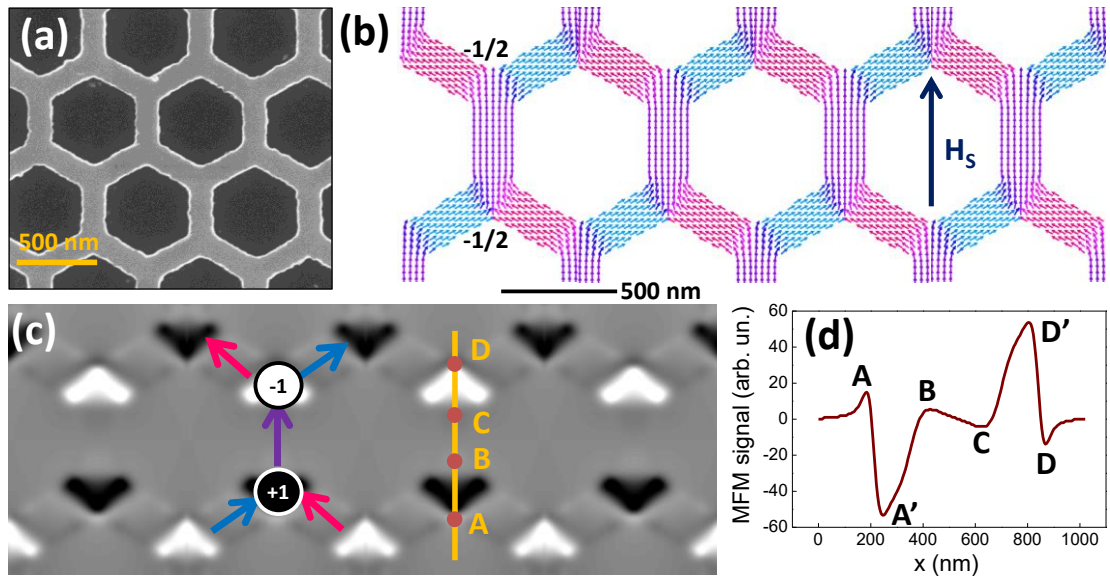 (a)
500 nm
(b)
-1/2
-1/2
H_S
500 nm
(c)
-1
+1
D
C
B
A
(d)
MFM signal (arb. un.)
60
40
20
0
-20
-40
-60
A
A’
B
C
D’
D
0 200 400 600 800 1000
x (nm)